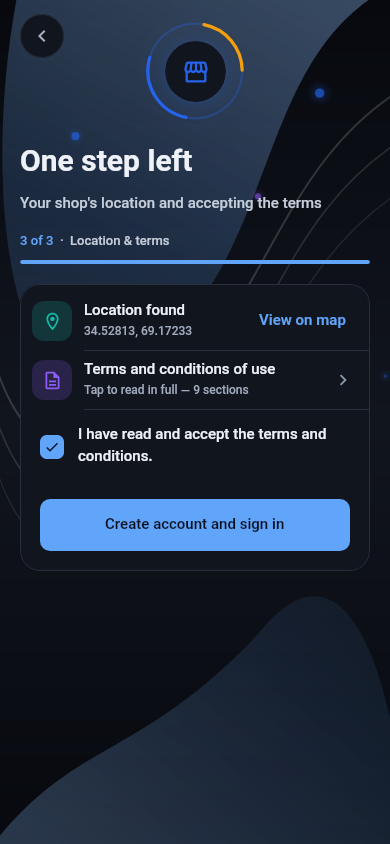 One step left
Your shop's location and accepting the terms
3 of 3 · Location & terms
Location found
34.52813, 69.17233
View on map
Terms and conditions of use
Tap to read in full — 9 sections
I have read and accept the terms and
conditions.
Create account and sign in